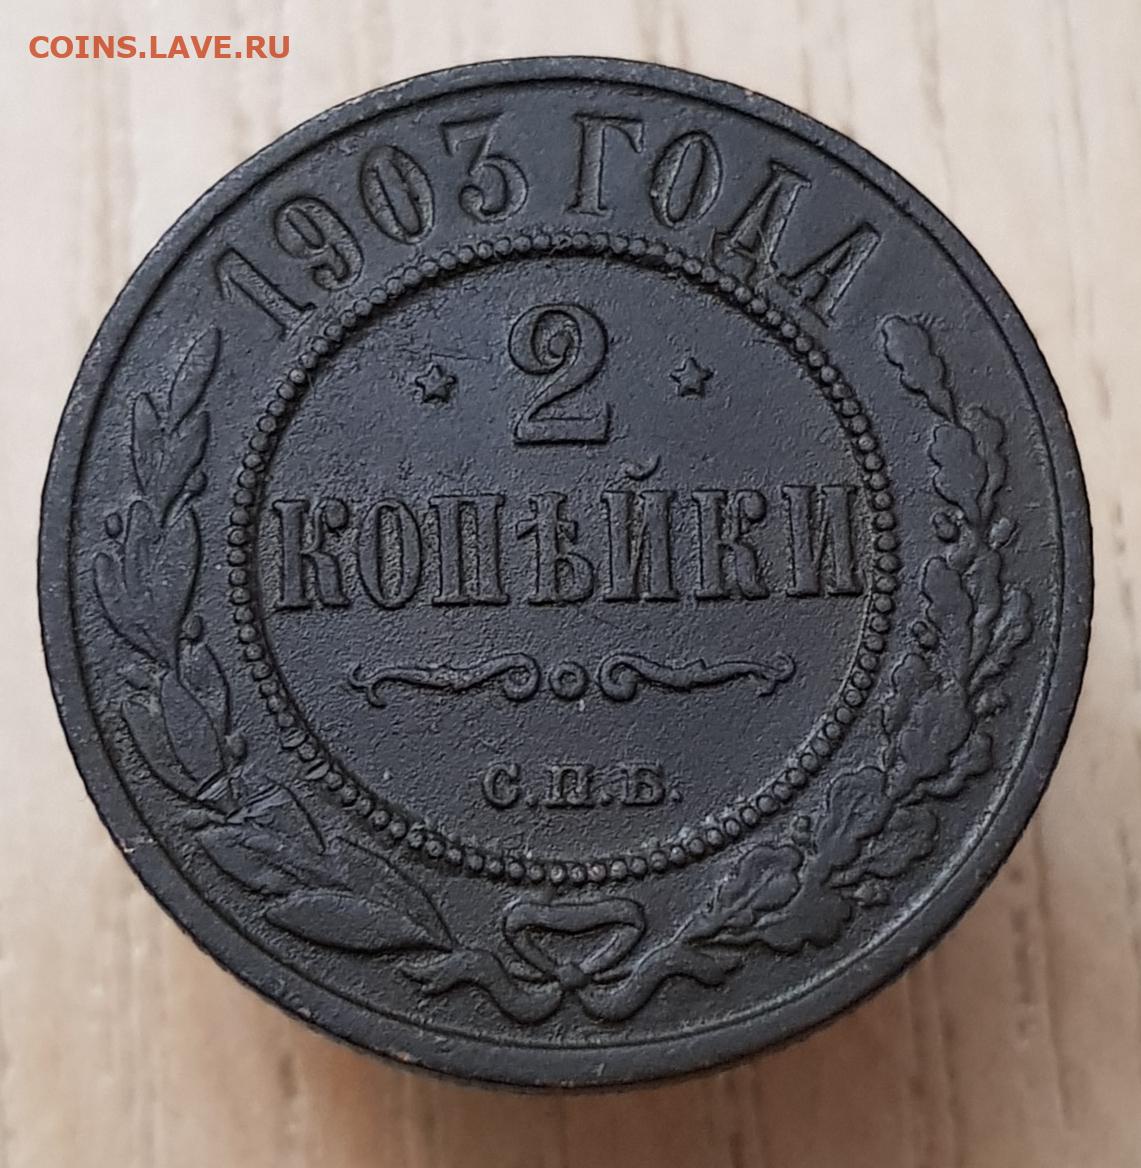 COINS.LAVE.RU
1903 ГОДА
2
КОПѢЙКИ
С.П.Б.